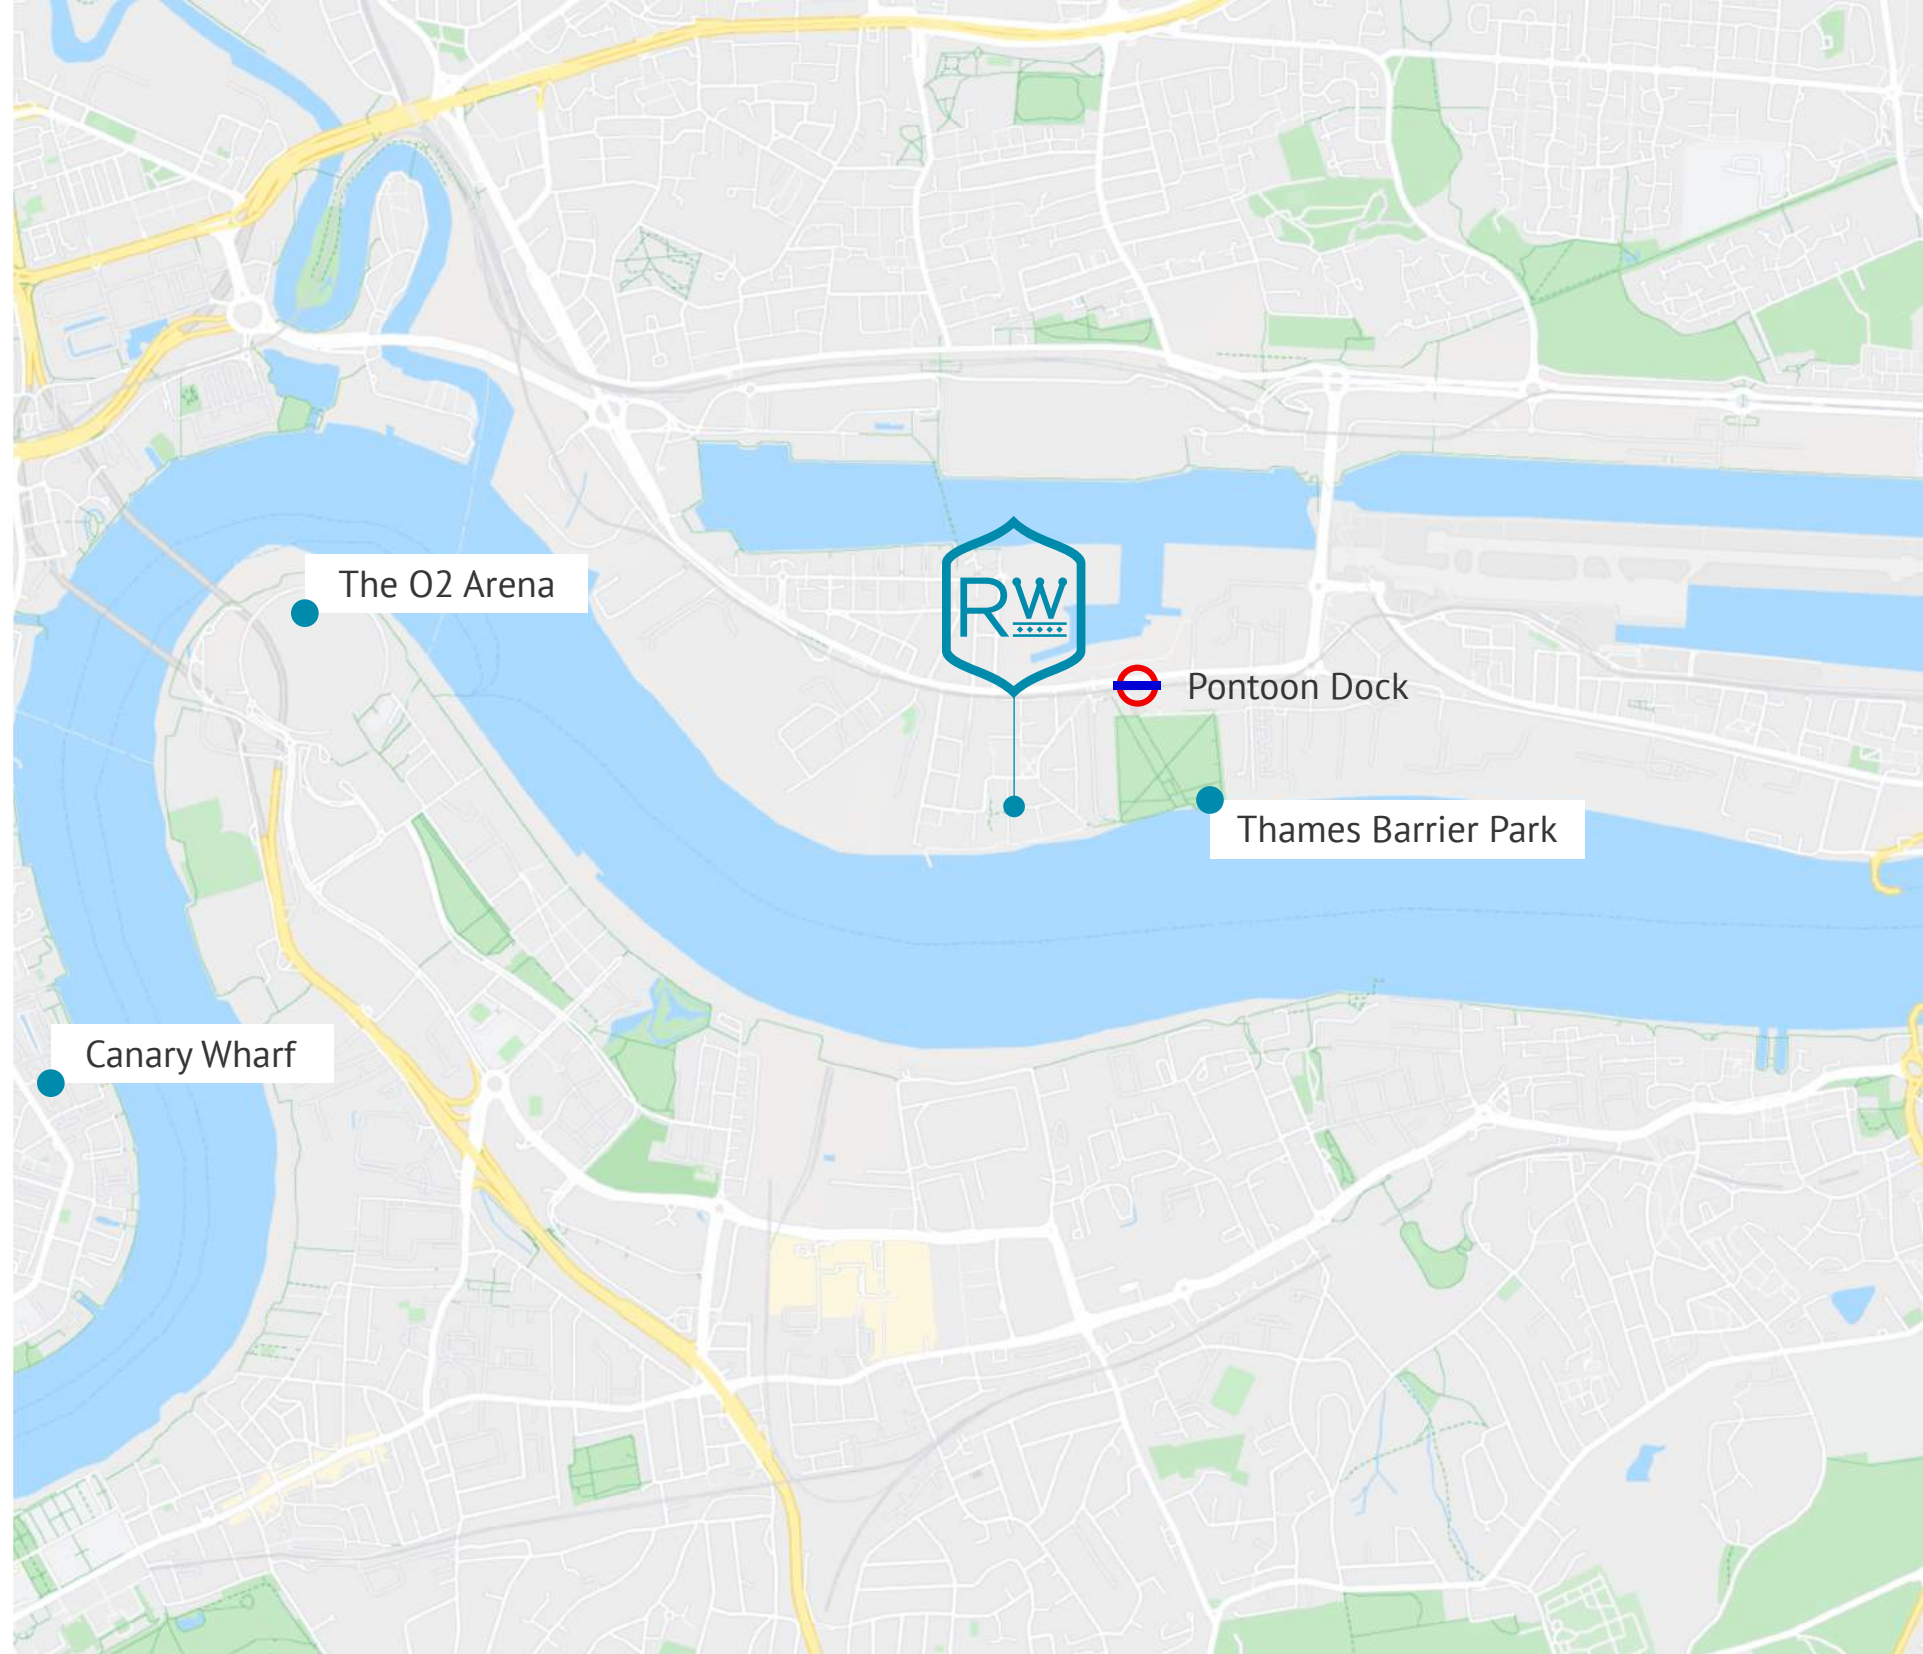 The O2 Arena
RW
Pontoon Dock
Thames Barrier Park
Canary Wharf